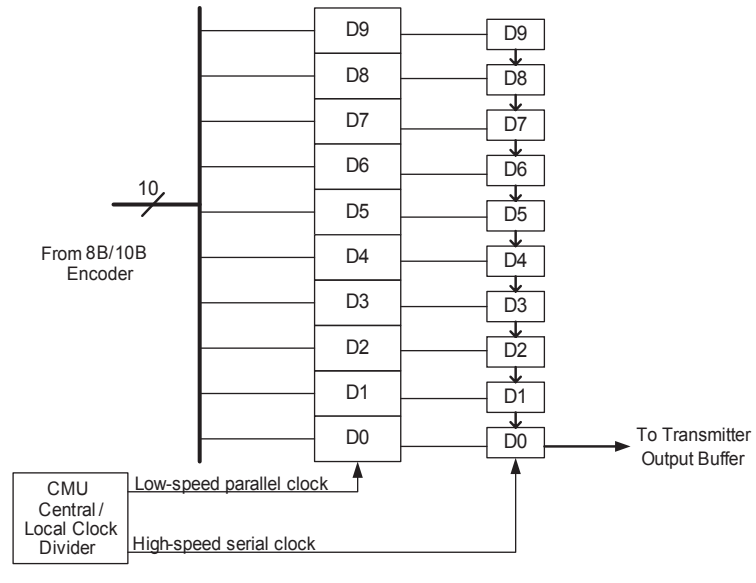 D9 D9
D8 D8
D7 D7
D6 D6
10
D5 D5
From 8B/10B
Encoder
D4 D4
D3 D3
D2 D2
D1 D1
D0 D0
To Transmitter
Output Buffer
CMU
Central/
Local Clock
Divider
Low-speed parallel clock
High-speed serial clock